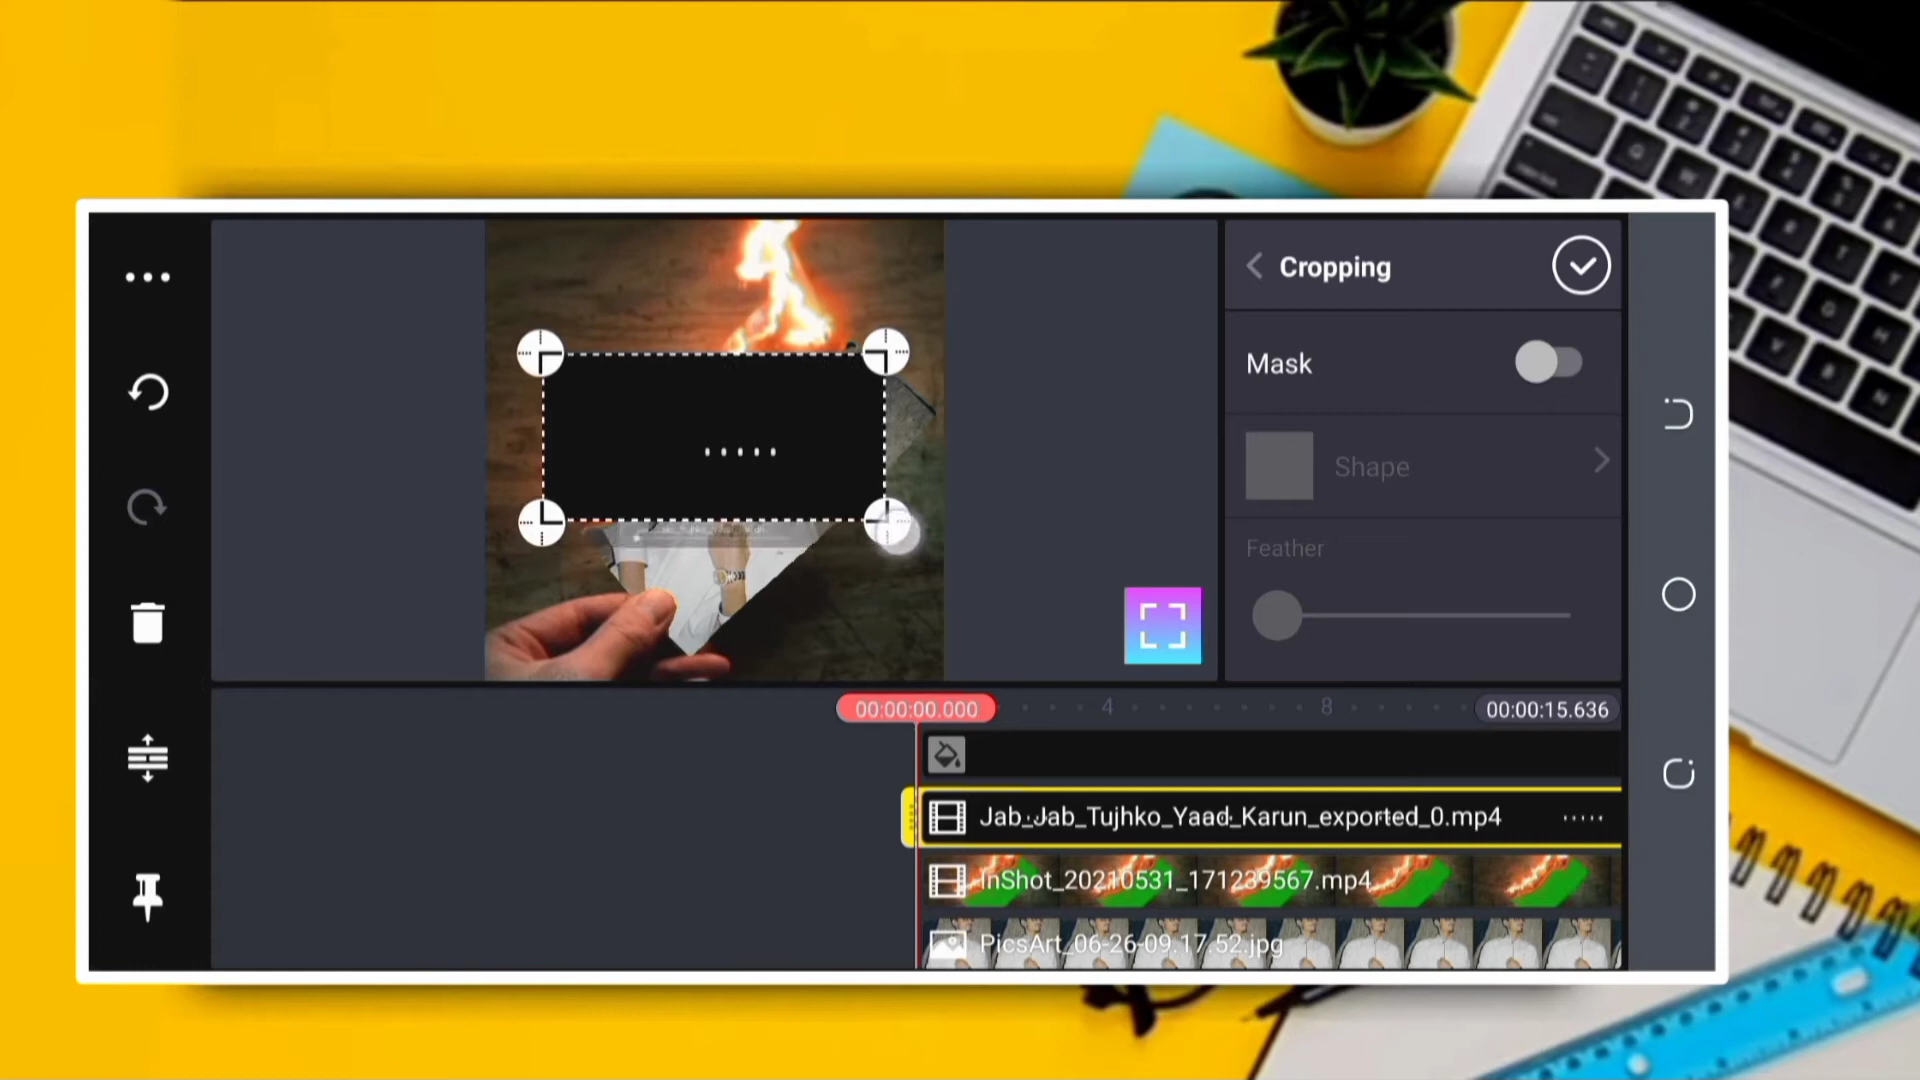 Cropping
Mask
Shape
Feather
00:00:00.000
4
8
00:00:15.636
Jab_Jab_Tujhko_Yaad_Karun_exported_0.mp4
InShot_20210531_171239567.mp4
PicsArt_06-26-09.17.52.jpg